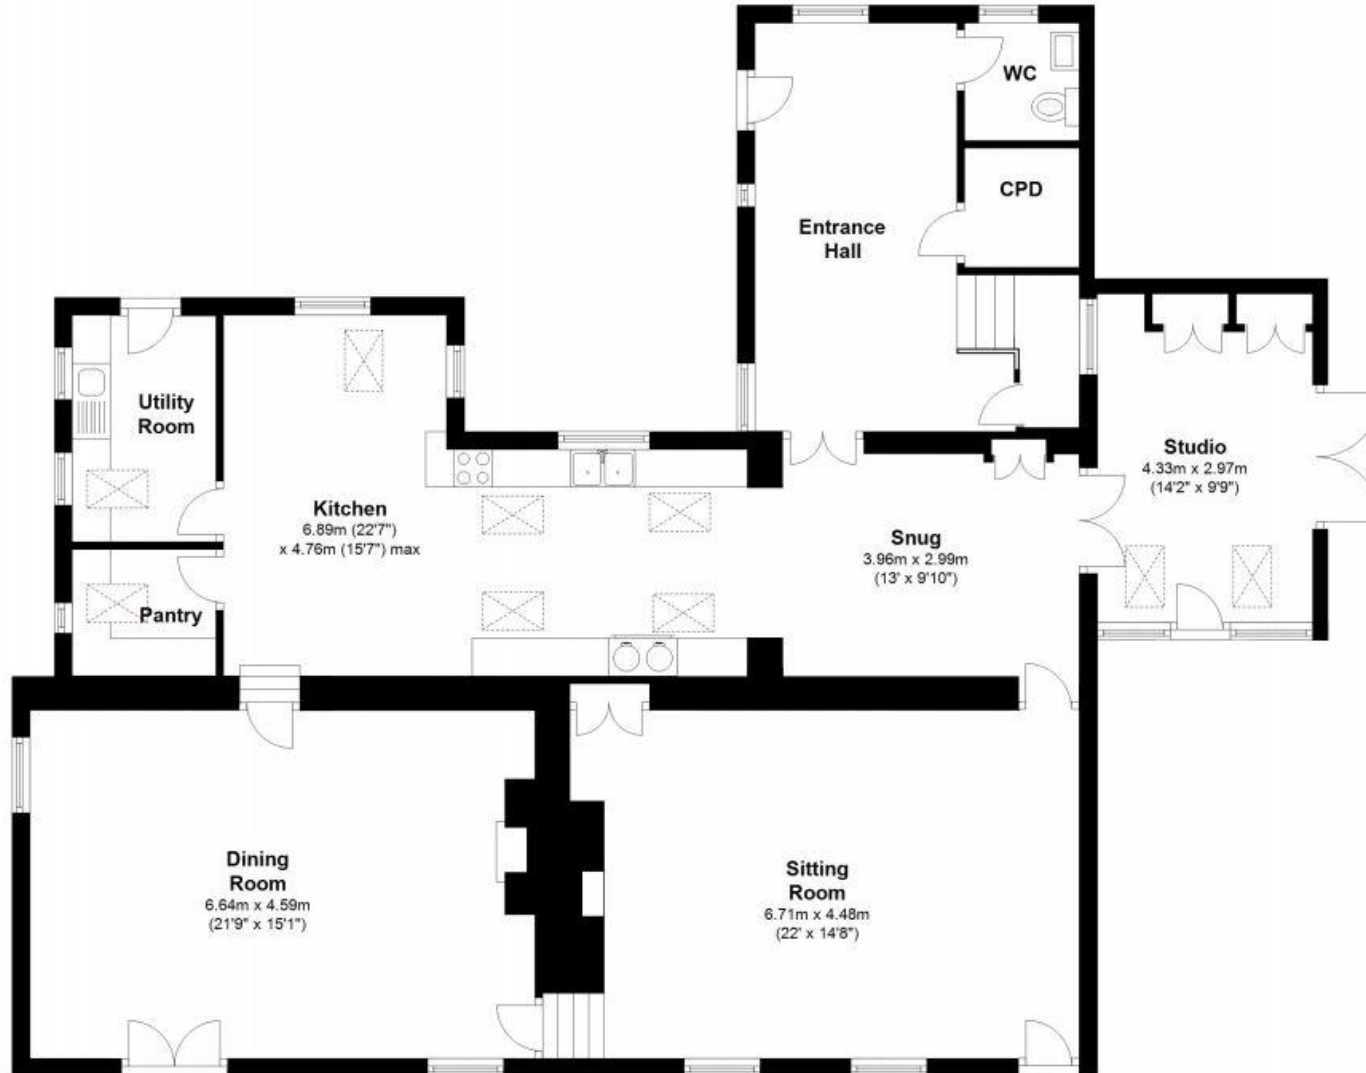 WC
CPD
Entrance
Hall
Utility
Room
Studio
4.33m x 2.97m
(14'2" x 9'9")
Kitchen
6.89m (22'7")
x 4.76m (15'7") max
Snug
3.96m x 2.99m
(13' x 9'10")
Pantry
Dining
Room
6.64m x 4.59m
(21'9" x 15'1")
Sitting
Room
6.71m x 4.48m
(22' x 14'8")